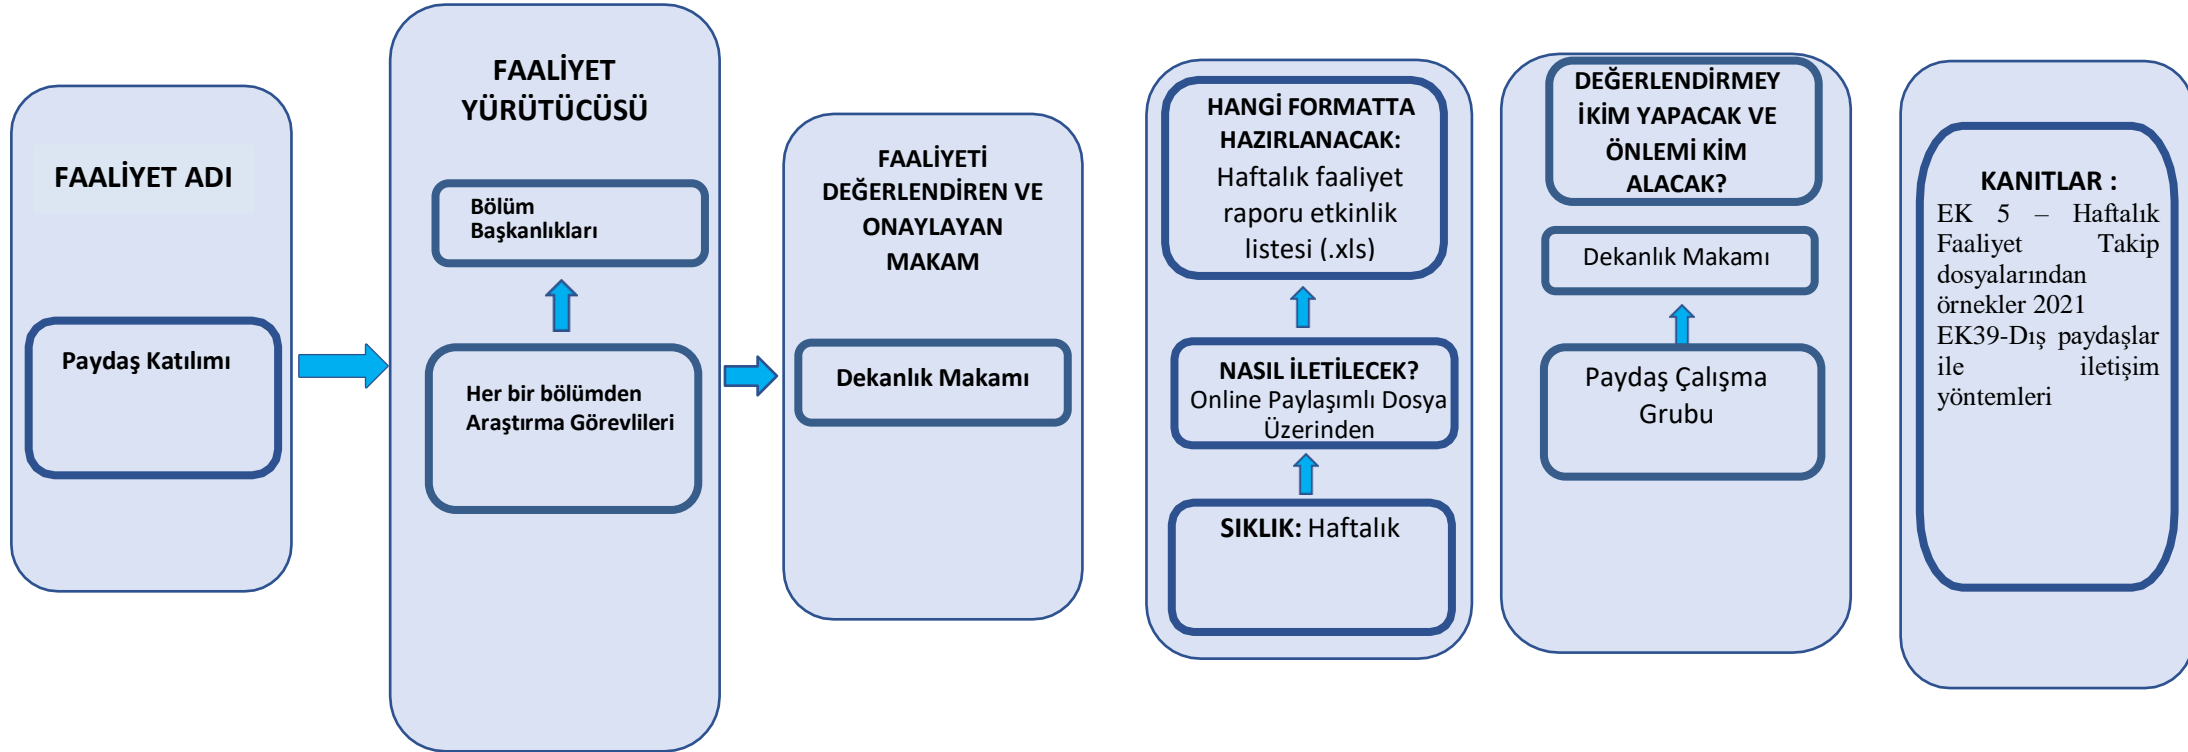 FAALİYET ADI
Paydaş Katılımı
FAALİYET
YÜRÜTÜCÜSÜ
Bölüm
Başkanlıkları
Her bir bölümden
Araştırma Görevlileri
FAALİYETİ
DEĞERLENDİREN VE
ONAYLAYAN
MAKAM
Dekanlık Makamı
HANGİ FORMATTA
HAZIRLANACAK:
Haftalık faaliyet
raporu etkinlik
listesi (.xls)
NASIL İLETİLECEK?
Online Paylaşımlı Dosya
Üzerinden
SIKLIK: Haftalık
DEĞERLENDİRMEY
İKİM YAPACAK VE
ÖNLEMİ KİM
ALACAK?
Dekanlık Makamı
Paydaş Çalışma
Grubu
KANITLAR :
EK 5 – Haftalık
Faaliyet Takip
dosyalarından
örnekler 2021
EK39-Dış paydaşlar
ile iletişim
yöntemleri